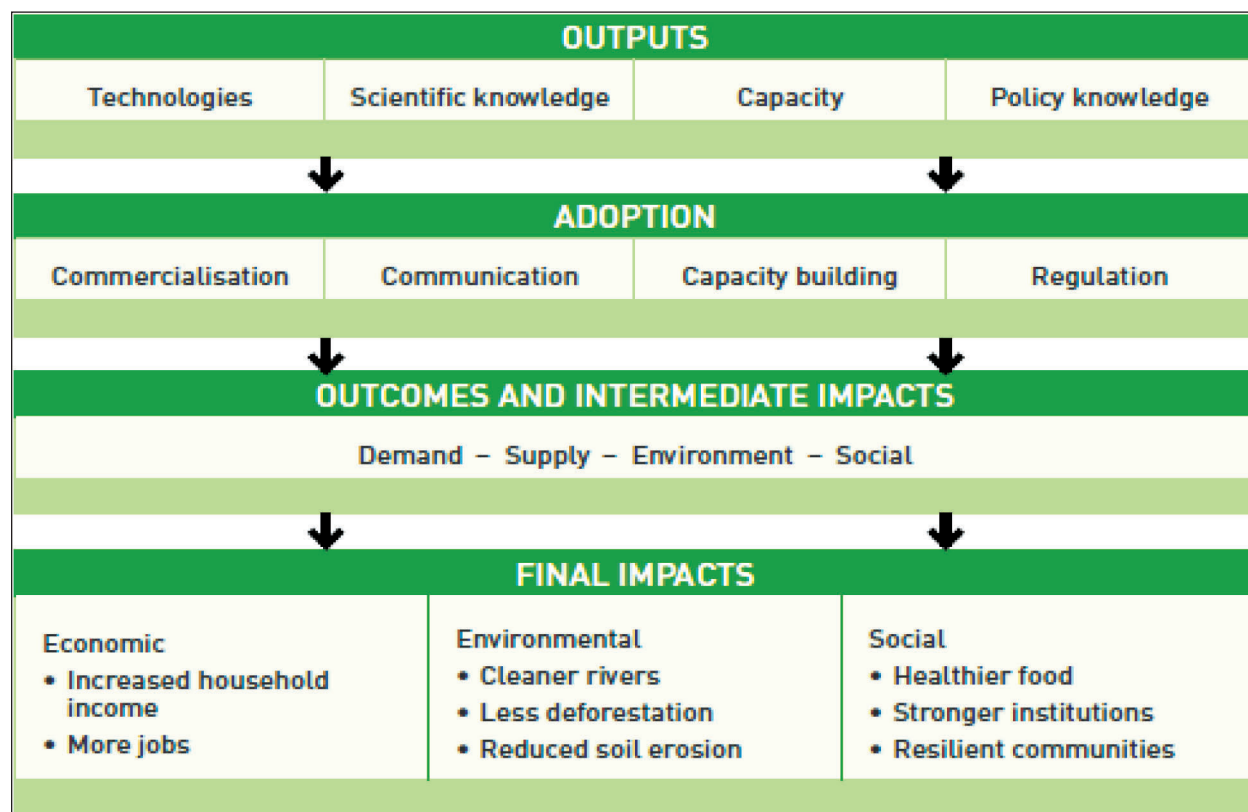 OUTPUTS
Technologies
Scientific knowledge
Capacity
Policy knowledge
ADOPTION
Commercialisation
Communication
Capacity building
Regulation
OUTCOMES AND INTERMEDIATE IMPACTS
Demand – Supply – Environment – Social
FINAL IMPACTS
Economic
• Increased household
income
• More jobs
Environmental
• Cleaner rivers
• Less deforestation
• Reduced soil erosion
Social
• Healthier food
• Stronger institutions
• Resilient communities